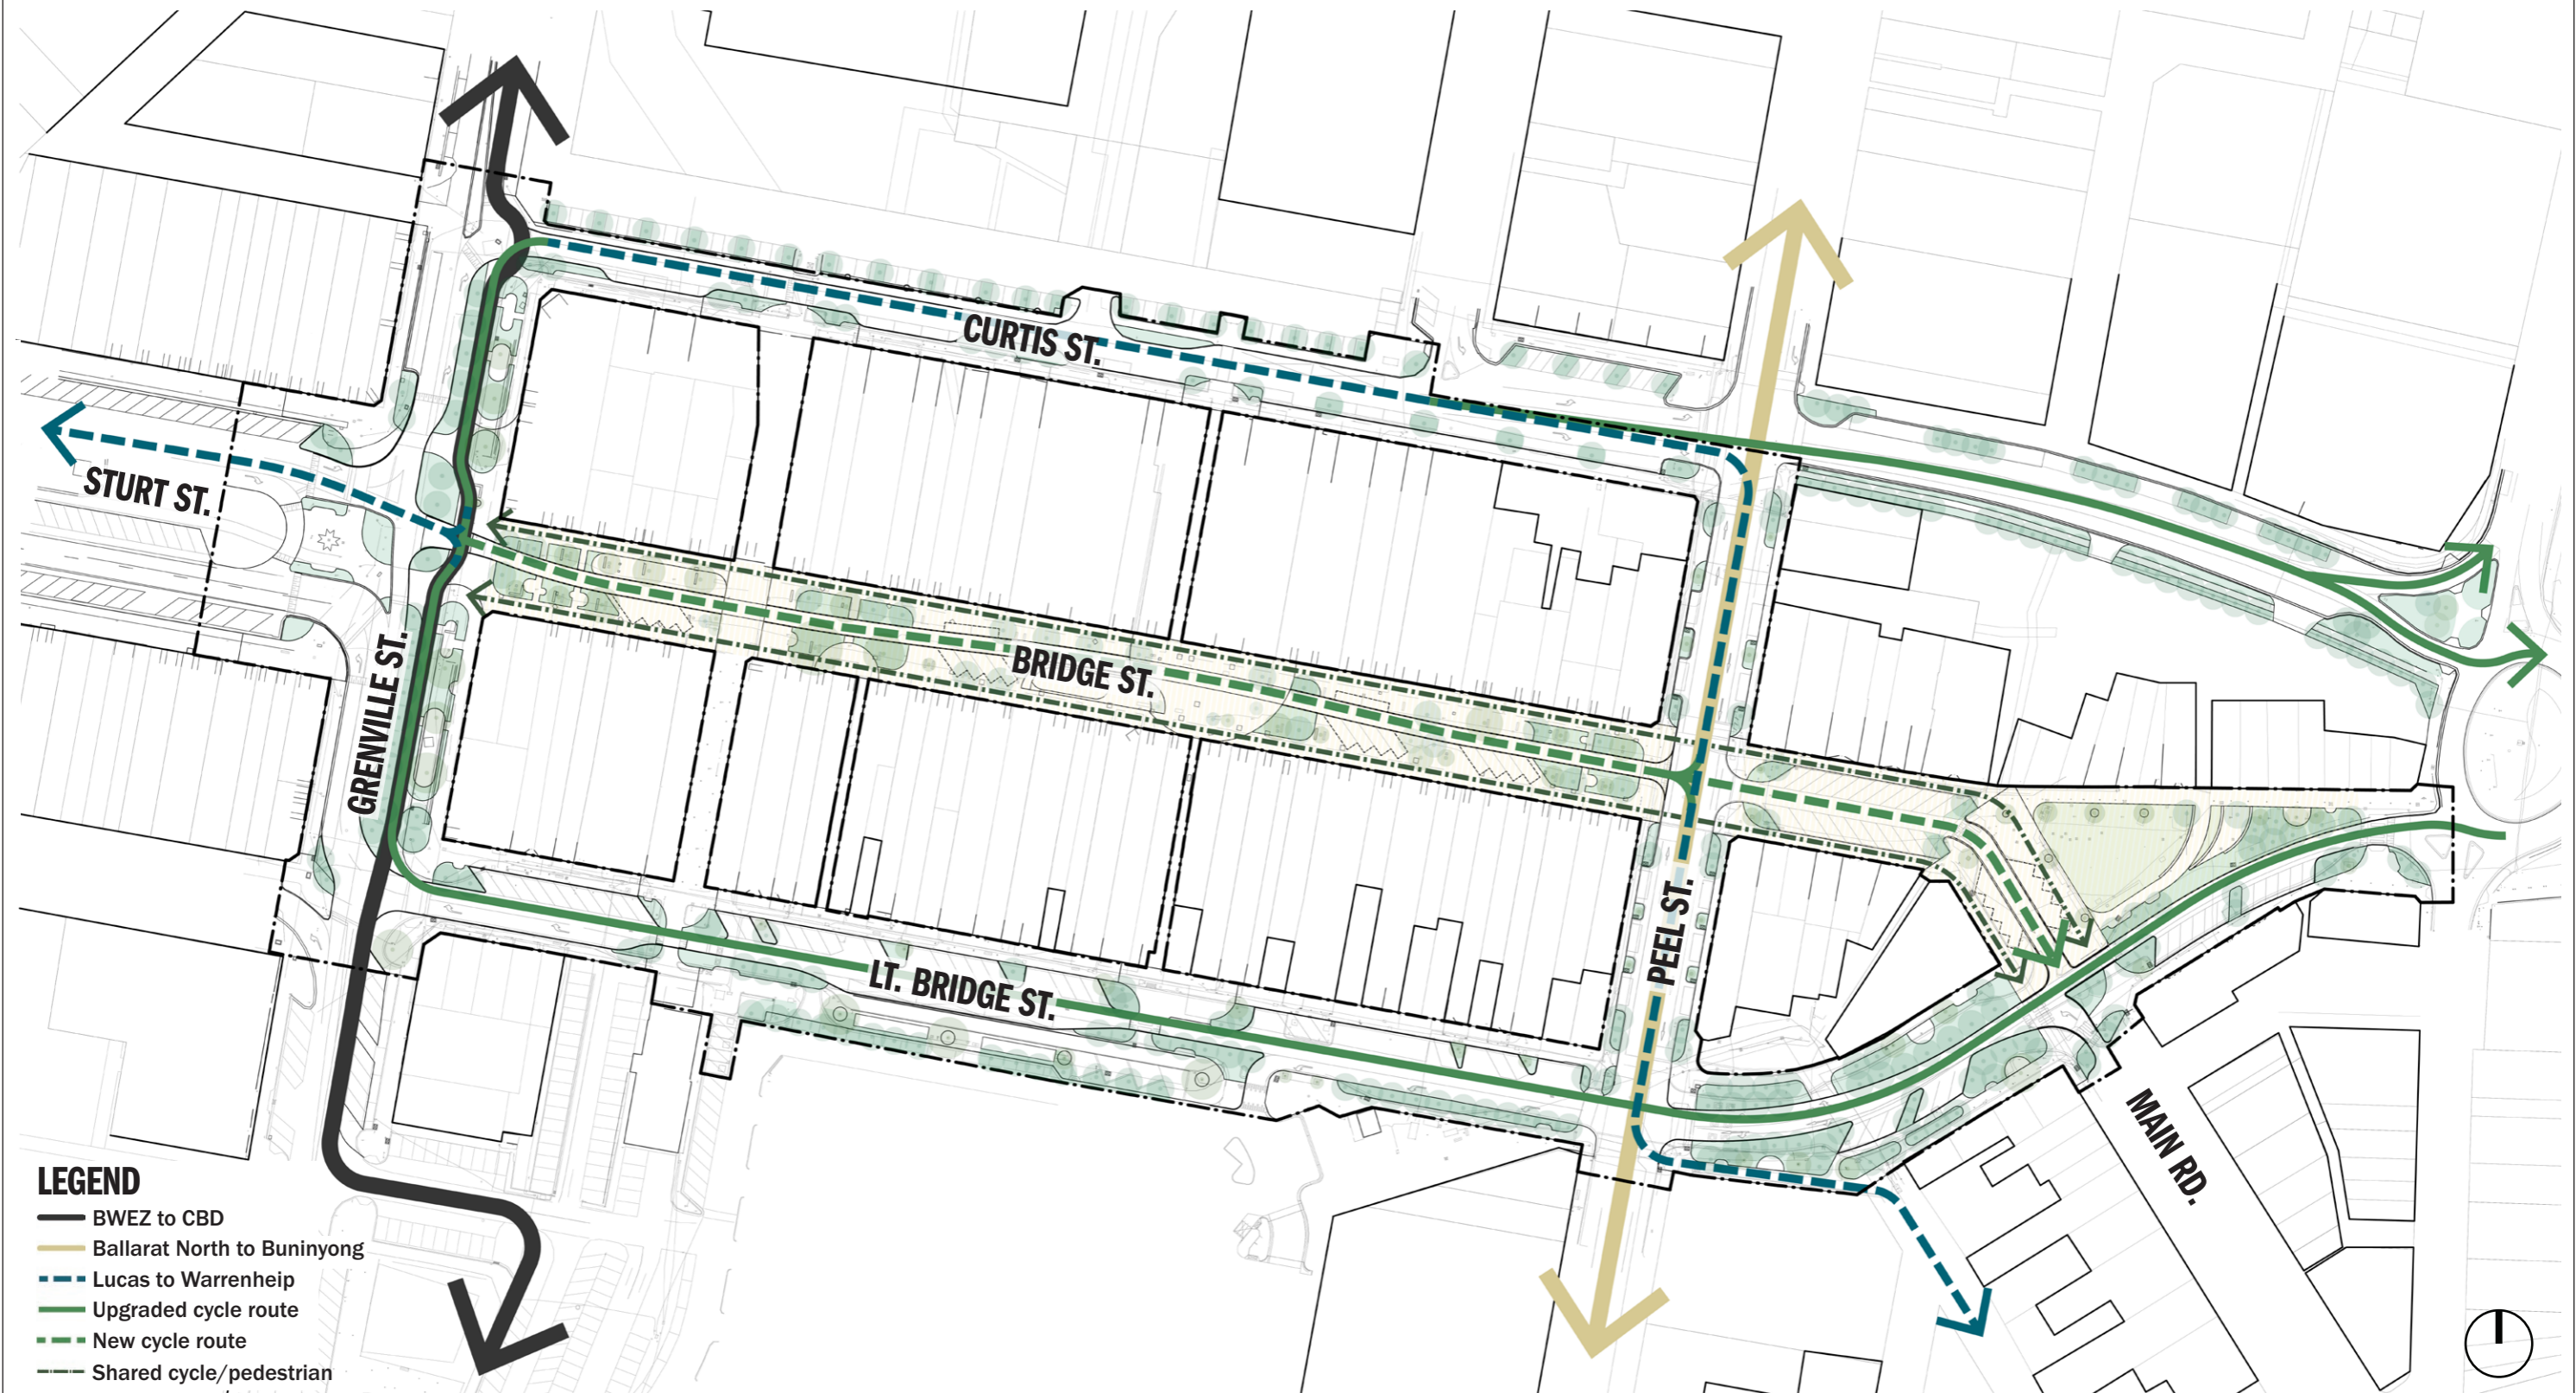 CURTIS ST.
STURT ST.
BRIDGE ST.
GRENVILLE ST.
PEEL ST.
LT. BRIDGE ST.
MAIN RD.
LEGEND
BWEZ to CBD
Ballarat North to Buninyong
Lucas to Warrenheip
Upgraded cycle route
New cycle route
Shared cycle/pedestrian